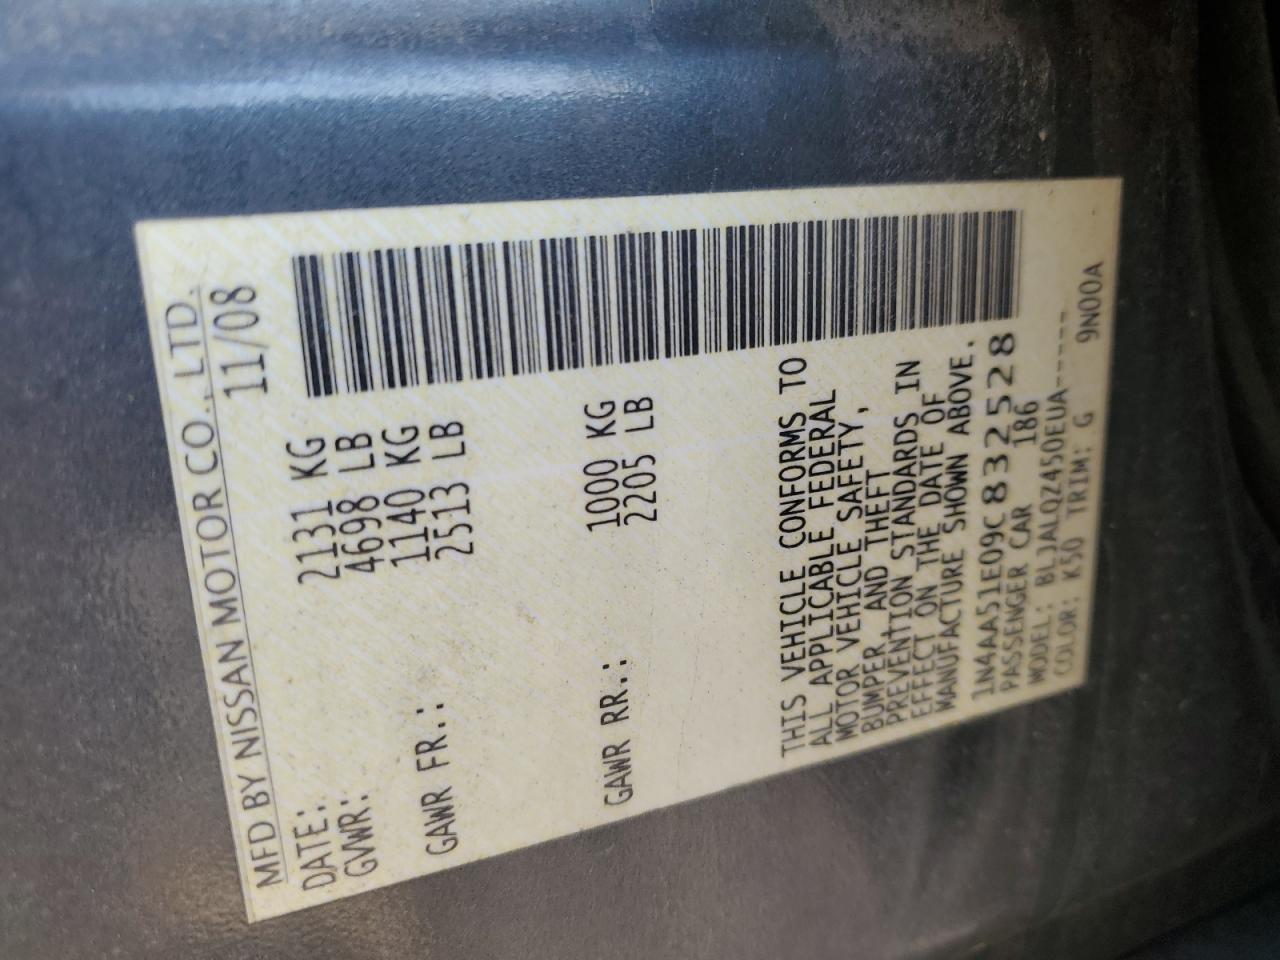 MFD BY NISSAN MOTOR CO., LTD.
DATE: 11/08
GVWR: 2131 KG
4698 LB
GAWR FR.: 1140 KG
2513 LB
GAWR RR.: 1000 KG
2205 LB
THIS VEHICLE CONFORMS TO
ALL APPLICABLE FEDERAL
MOTOR VEHICLE SAFETY,
BUMPER, AND THEFT
PREVENTION STANDARDS IN
EFFECT ON THE DATE OF
MANUFACTURE SHOWN ABOVE.
1N4AA51E09C832528
PASSENGER CAR 186
MODEL: BLJALQZ450EUA-----
COLOR: K50 TRIM: G 9N00A